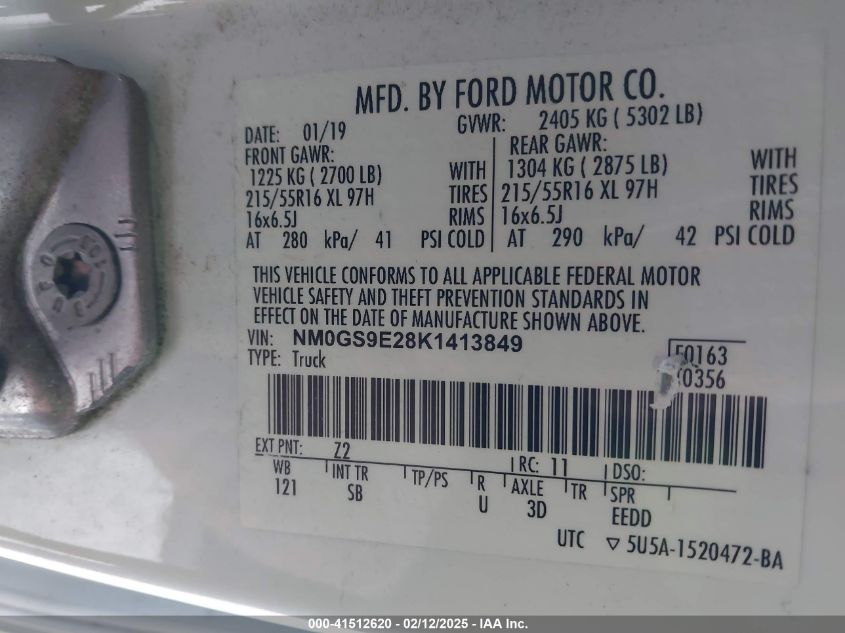 MFD. BY FORD MOTOR CO.
DATE: 01/19 GVWR: 2405 KG ( 5302 LB)
FRONT GAWR: REAR GAWR:
1225 KG ( 2700 LB) WITH 1304 KG ( 2875 LB) WITH
215/55R16 XL 97H TIRES 215/55R16 XL 97H TIRES
16x6.5J RIMS 16x6.5J RIMS
AT 280 kPa/ 41 PSI COLD AT 290 kPa/ 42 PSI COLD
THIS VEHICLE CONFORMS TO ALL APPLICABLE FEDERAL MOTOR
VEHICLE SAFETY AND THEFT PREVENTION STANDARDS IN
EFFECT ON THE DATE OF MANUFACTURE SHOWN ABOVE.
VIN: NM0GS9E28K1413849
TYPE: Truck
F0163
0356
EXT PNT: Z2 RC: 11 DSO:
WB INT TR TP/PS R AXLE TR SPR
121 SB U 3D EEDD
UTC ▽ 5U5A-1520472-BA
000-41512620 - 02/12/2025 - IAA Inc.